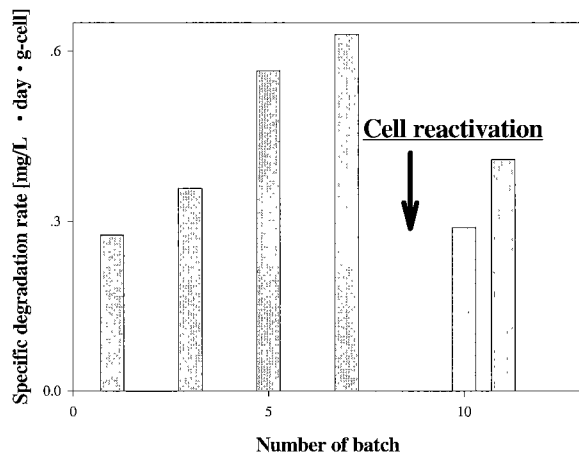 Specific degradation rate [mg/L • day • g-cell]
.6
.3
0.0
Cell reactivation
0
5
10
Number of batch